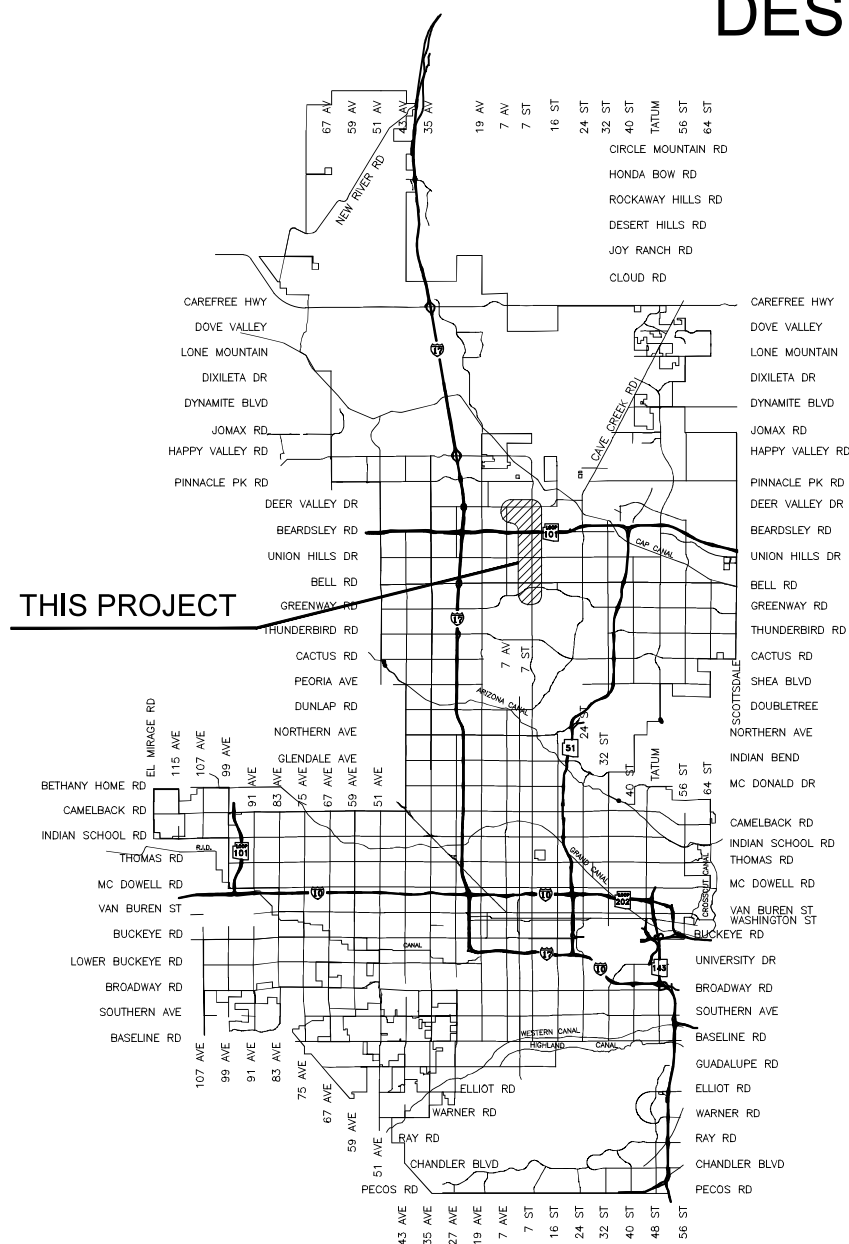 DES
67 AV
59 AV
51 AV
43 AV
35 AV
19 AV
7 AV
7 ST
16 ST
24 ST
32 ST
40 ST
TATUM
56 ST
64 ST
CIRCLE MOUNTAIN RD
HONDA BOW RD
ROCKAWAY HILLS RD
DESERT HILLS RD
JOY RANCH RD
CLOUD RD
NEW RIVER RD
CAREFREE HWY
DOVE VALLEY
LONE MOUNTAIN
DIXILETA DR
DYNAMITE BLVD
JOMAX RD
HAPPY VALLEY RD
PINNACLE PK RD
DEER VALLEY DR
BEARDSLEY RD
UNION HILLS DR
BELL RD
GREENWAY RD
THUNDERBIRD RD
CACTUS RD
PEORIA AVE
DUNLAP RD
NORTHERN AVE
GLENDALE AVE
CAREFREE HWY
DOVE VALLEY
LONE MOUNTAIN
DIXILETA DR
DYNAMITE BLVD
JOMAX RD
HAPPY VALLEY RD
PINNACLE PK RD
DEER VALLEY DR
BEARDSLEY RD
UNION HILLS DR
BELL RD
GREENWAY RD
THUNDERBIRD RD
CACTUS RD
SHEA BLVD
DOUBLETREE
NORTHERN AVE
INDIAN BEND
MC DONALD DR
CAMELBACK RD
INDIAN SCHOOL RD
THOMAS RD
MC DOWELL RD
VAN BUREN ST
WASHINGTON ST
BUCKEYE RD
UNIVERSITY DR
BROADWAY RD
SOUTHERN AVE
BASELINE RD
GUADALUPE RD
ELLIOT RD
WARNER RD
RAY RD
CHANDLER BLVD
PECOS RD
THIS PROJECT
CAVE CREEK RD
CAP CANAL
17
LOOP
101
17
7 AV
7 ST
ARIZONA CANAL
SCOTTSDALE
51
24 ST
32 ST
40 ST
TATUM
56 ST
64 ST
EL MIRAGE RD
115 AVE
107 AVE
99 AVE
91 AVE
83 AVE
75 AVE
67 AVE
59 AVE
51 AVE
BETHANY HOME RD
CAMELBACK RD
INDIAN SCHOOL RD
THOMAS RD
MC DOWELL RD
VAN BUREN ST
BUCKEYE RD
LOWER BUCKEYE RD
BROADWAY RD
SOUTHERN AVE
BASELINE RD
R.I.D.
LOOP
101
10
10
GRAND CANAL
LOOP
202
CROSSCUT CANAL
CANAL
17
10
143
WESTERN CANAL
HIGHLAND CANAL
107 AVE
99 AVE
91 AVE
83 AVE
75 AVE
67 AVE
59 AVE
51 AVE
ELLIOT RD
WARNER RD
RAY RD
CHANDLER BLVD
PECOS RD
43 AVE
35 AVE
27 AVE
19 AVE
7 AVE
7 ST
16 ST
24 ST
32 ST
40 ST
48 ST
56 ST